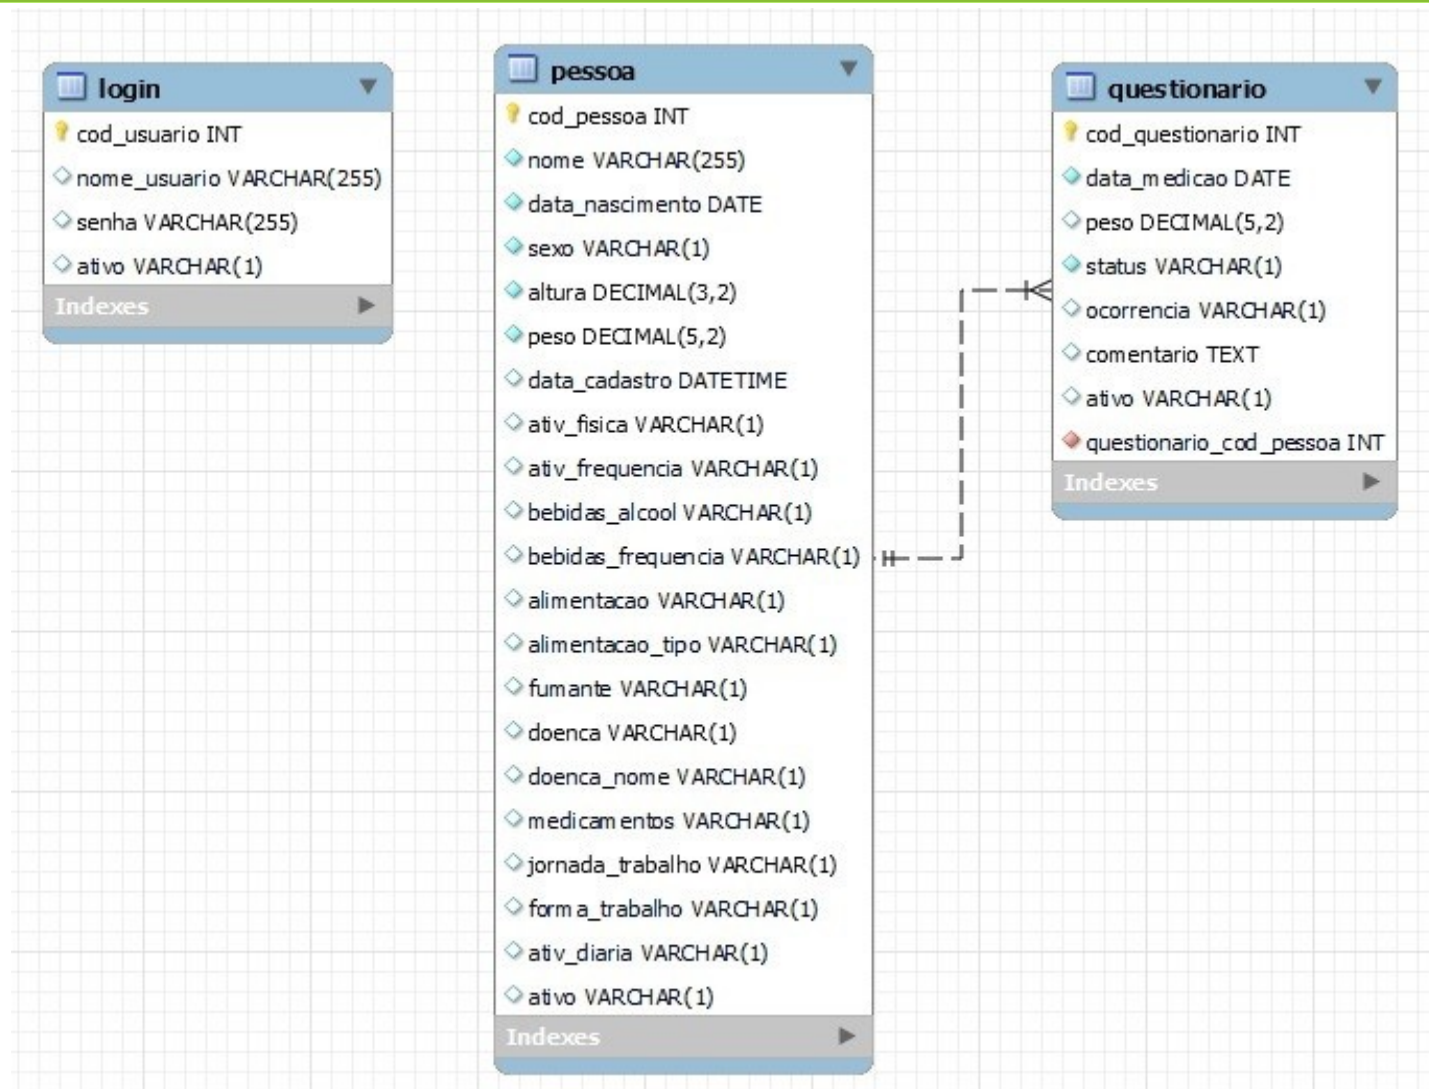 login
cod_usuario INT
nome_usuario VARCHAR(255)
senha VARCHAR(255)
ativo VARCHAR(1)
Indexes
pessoa
cod_pessoa INT
nome VARCHAR(255)
data_nascimento DATE
sexo VARCHAR(1)
altura DECIMAL(3,2)
peso DECIMAL(5,2)
data_cadastro DATETIME
ativ_fisica VARCHAR(1)
ativ_frequencia VARCHAR(1)
bebidas_alcool VARCHAR(1)
bebidas_frequencia VARCHAR(1)
alimentacao VARCHAR(1)
alimentacao_tipo VARCHAR(1)
fumante VARCHAR(1)
doenca VARCHAR(1)
doenca_nome VARCHAR(1)
medicamentos VARCHAR(1)
jornada_trabalho VARCHAR(1)
forma_trabalho VARCHAR(1)
ativ_diaria VARCHAR(1)
ativo VARCHAR(1)
Indexes
questionario
cod_questionario INT
data_medicao DATE
peso DECIMAL(5,2)
status VARCHAR(1)
ocorrencia VARCHAR(1)
comentario TEXT
ativo VARCHAR(1)
questionario_cod_pessoa INT
Indexes